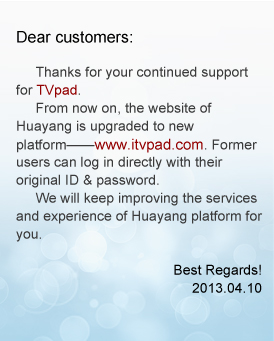 Dear customers:
Thanks for your continued support
for TVpad.
From now on, the website of
Huayang is upgraded to new
platform——www.itvpad.com. Former
users can log in directly with their
original ID & password.
We will keep improving the services
and experience of Huayang platform for
you.
Best Regards!
2013.04.10